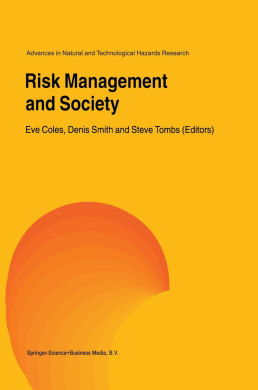 Advances in Natural and Technological Hazards Research
Risk Management
and Society
Eve Coles, Denis Smith and Steve Tombs (Editors)
Springer-Science+Business Media, B.V.